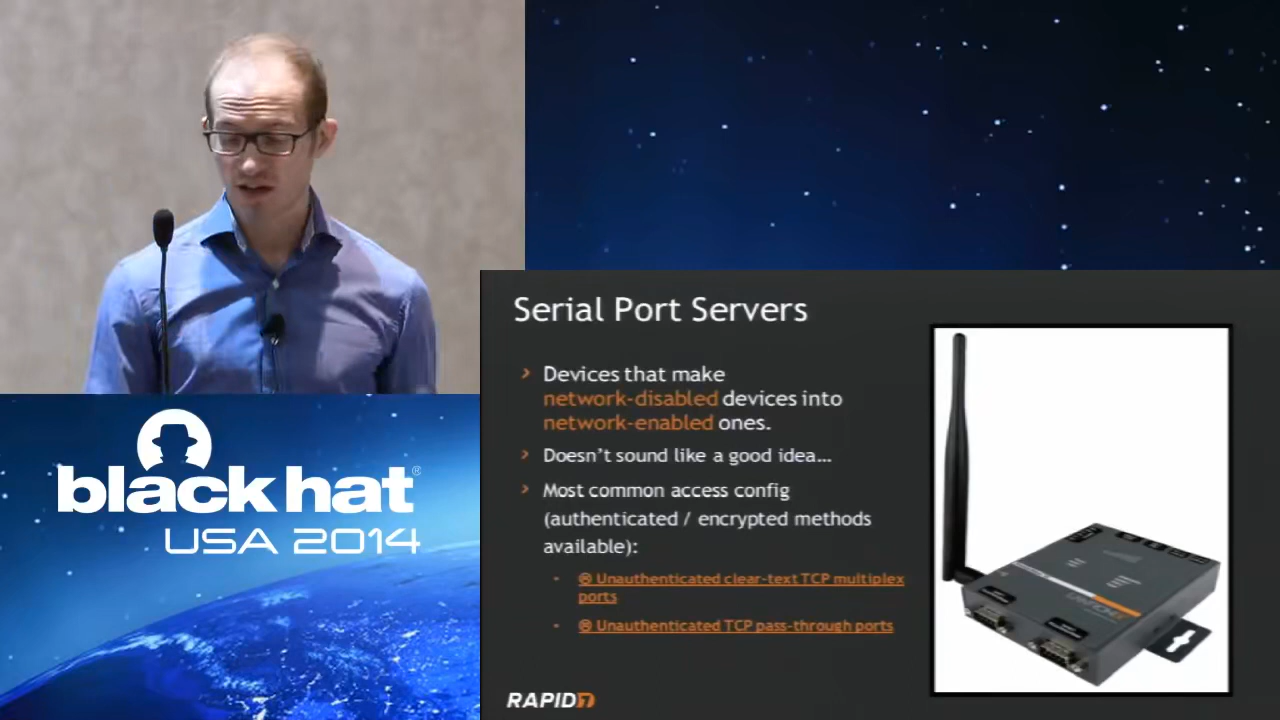 Serial Port Servers
› Devices that make
network-disabled devices into
network-enabled ones.
› Doesn't sound like a good idea…
› Most common access config
(authenticated / encrypted methods
available):
- ® Unauthenticated clear-text TCP multiplex
ports
- ® Unauthenticated TCP pass-through ports
RAPID7
black hat®
USA 2014